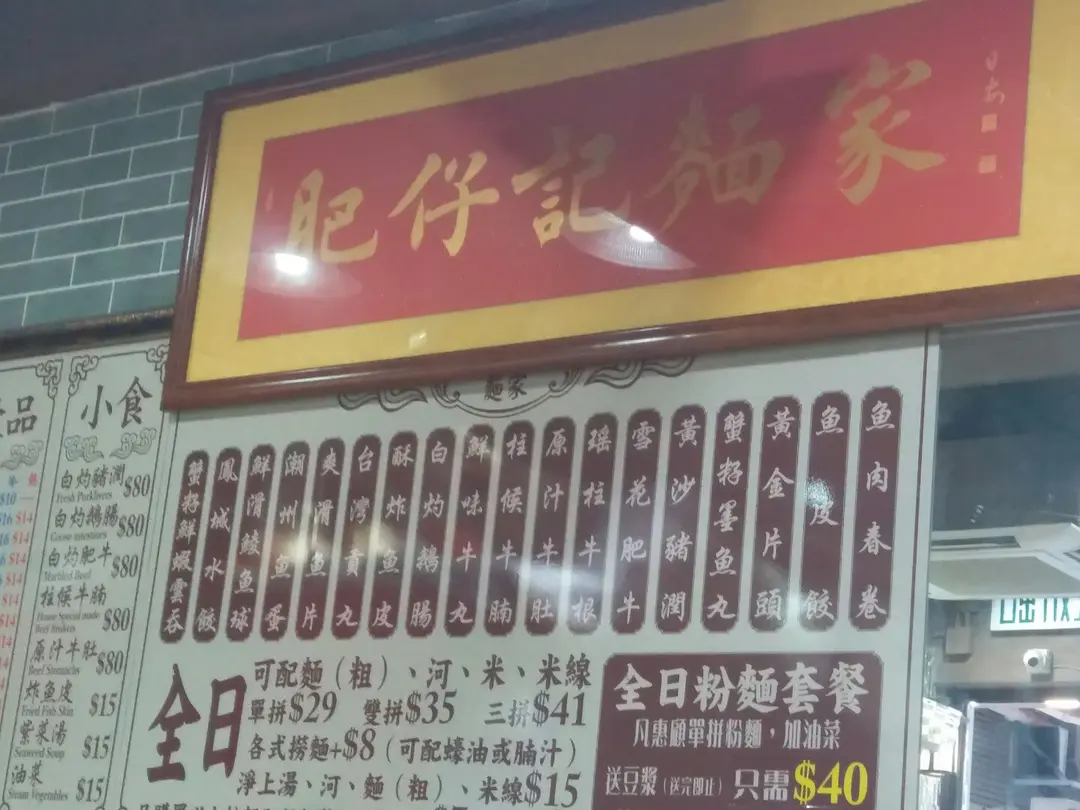 肥仔記麵家
麵家
品
小食
白灼豬潤 $80
Fresh Porklivers
白灼鵝腸 $80
Goose intestines
白灼肥牛 $80
Marbled Beef
柱候牛腩 $80
House Special made
Beef Briskets
原汁牛肚 $80
Beef Stomachs
炸魚皮 $15
Fried Fish Skin
紫菜湯 $15
Seaweed Soup
油菜 $15
Steam Vegetables
蟹籽鮮蝦雲吞
鳳城水餃
鮮滑鯪魚球
潮州魚蛋
爽滑魚片
台灣貢丸
酥炸魚皮
白灼鵝腸
鮮味牛丸
柱候牛腩
原汁牛肚
瑶柱牛根
雪花肥牛
黃沙豬潤
蟹籽墨魚丸
黃金片頭
魚皮餃
魚肉春卷
全日
可配麵(粗)、河、米、米線
單拼$29 雙拼$35 三拼$41
各式撈麵+$8 (可配蠔油或腩汁)
淨上湯、河、麵(粗)、米線$15
全日粉麵套餐
凡惠顧單拼粉麵，加油菜
送豆漿 (送完即止) 只需$40